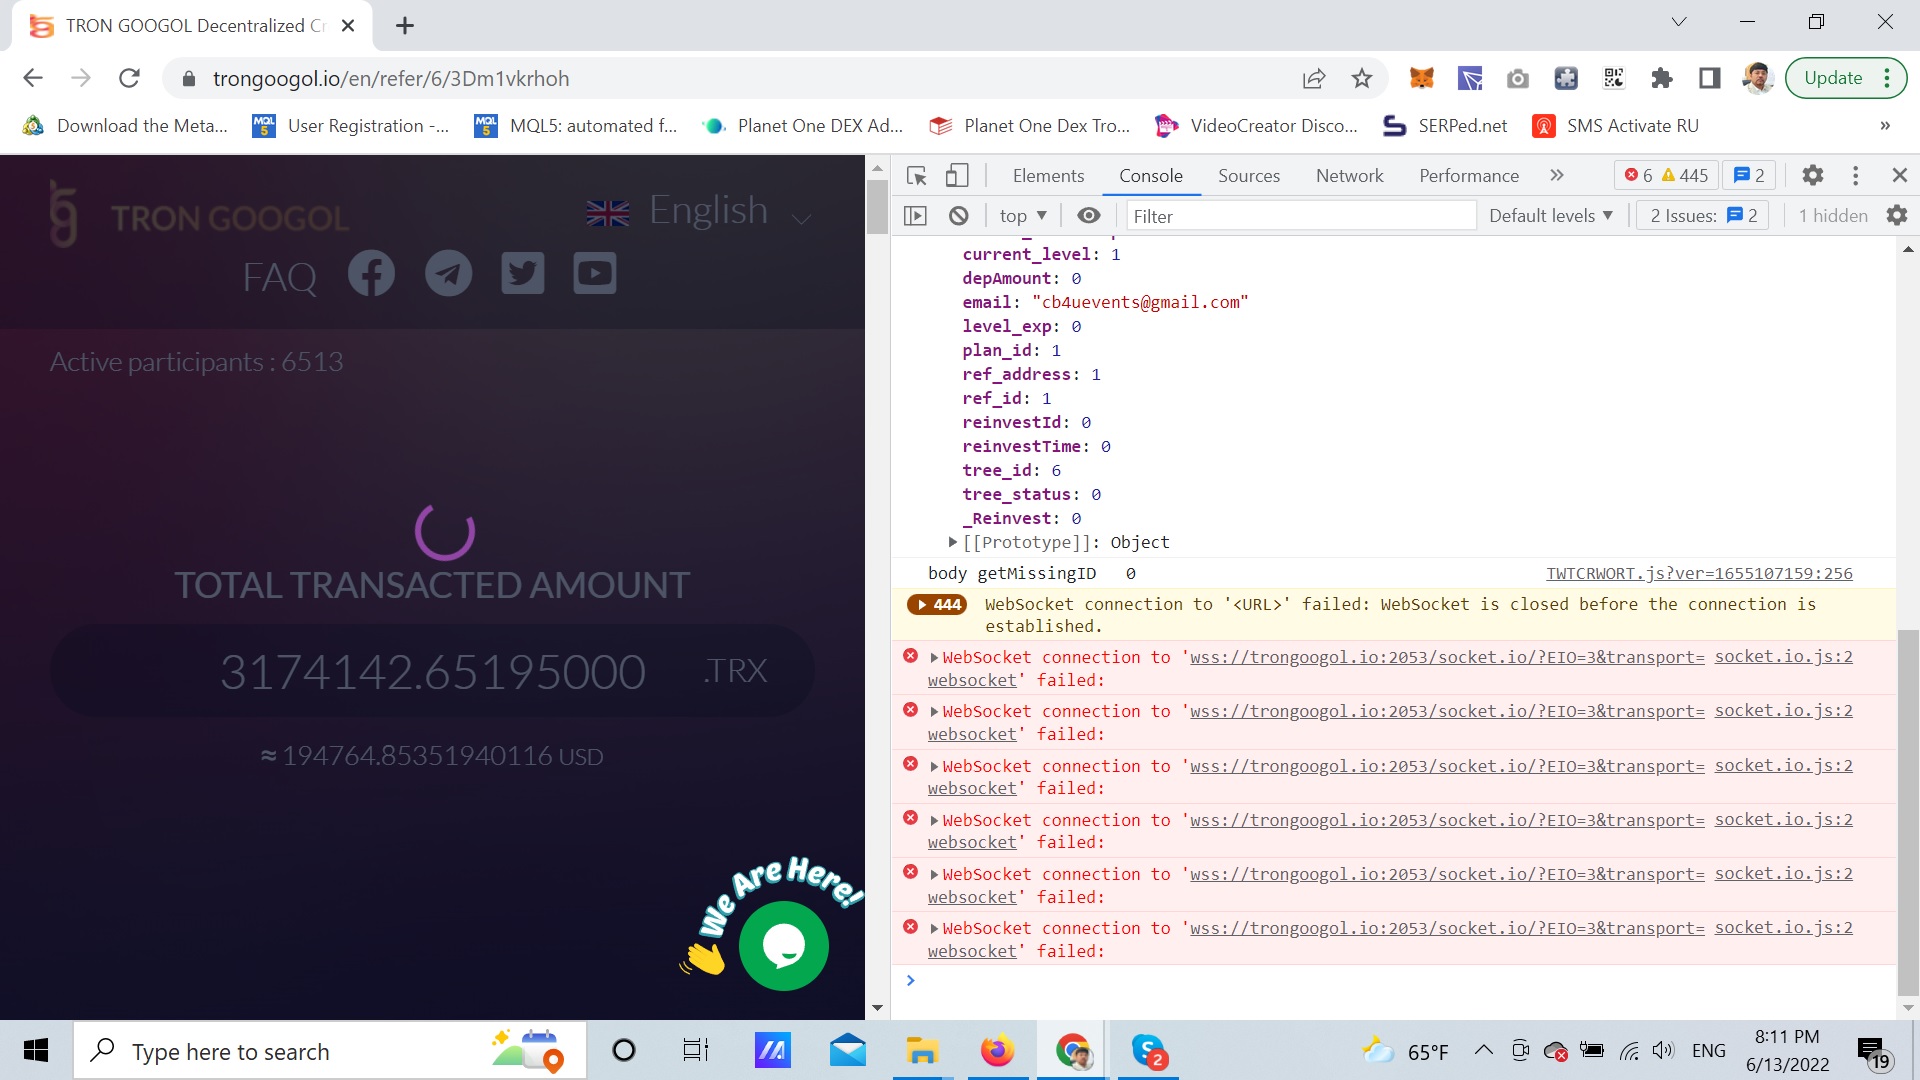 TRON GOOGOL Decentralized Cr
trongoogol.io/en/refer/6/3Dm1vkrhoh
Update
Download the Meta...
User Registration -...
MQL5: automated f...
Planet One DEX Ad...
Planet One Dex Tro...
VideoCreator Disco...
SERPed.net
SMS Activate RU
»
TRON GOOGOL
English
FAQ
Active participants : 6513
TOTAL TRANSACTED AMOUNT
3174142.65195000 .TRX
≈ 194764.85351940116 USD
We Are Here!
Elements Console Sources Network Performance » 6 445 2
top Filter Default levels 2 Issues: 2 1 hidden
current_level: 1
depAmount: 0
email: "cb4uevents@gmail.com"
level_exp: 0
plan_id: 1
ref_address: 1
ref_id: 1
reinvestId: 0
reinvestTime: 0
tree_id: 6
tree_status: 0
_Reinvest: 0
[[Prototype]]: Object
body getMissingID 0 TWTCRWORT.js?ver=1655107159:256
444 WebSocket connection to '<URL>' failed: WebSocket is closed before the connection is
established.
WebSocket connection to 'wss://trongoogol.io:2053/socket.io/?EIO=3&transport= socket.io.js:2
websocket' failed:
WebSocket connection to 'wss://trongoogol.io:2053/socket.io/?EIO=3&transport= socket.io.js:2
websocket' failed:
WebSocket connection to 'wss://trongoogol.io:2053/socket.io/?EIO=3&transport= socket.io.js:2
websocket' failed:
WebSocket connection to 'wss://trongoogol.io:2053/socket.io/?EIO=3&transport= socket.io.js:2
websocket' failed:
WebSocket connection to 'wss://trongoogol.io:2053/socket.io/?EIO=3&transport= socket.io.js:2
websocket' failed:
WebSocket connection to 'wss://trongoogol.io:2053/socket.io/?EIO=3&transport= socket.io.js:2
websocket' failed:
Type here to search
2
65°F
ENG
8:11 PM
6/13/2022
19